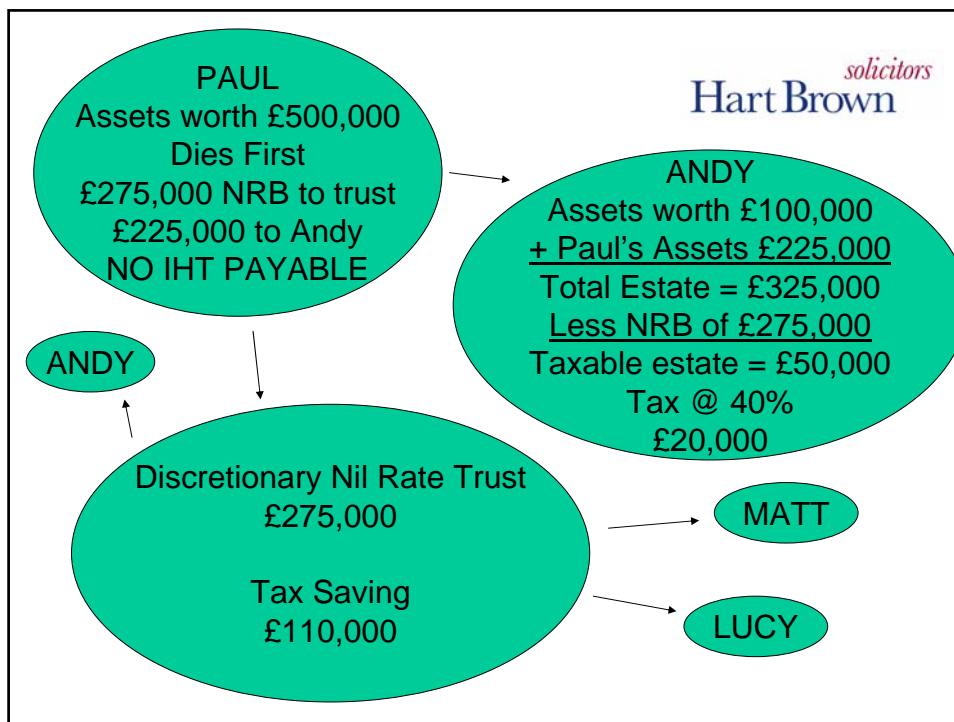 PAUL
Assets worth £500,000
Dies First
£275,000 NRB to trust
£225,000 to Andy
NO IHT PAYABLE
solicitors
Hart Brown
ANDY
Assets worth £100,000
+ Paul’s Assets £225,000
Total Estate = £325,000
Less NRB of £275,000
Taxable estate = £50,000
Tax @ 40%
£20,000
ANDY
Discretionary Nil Rate Trust
£275,000
Tax Saving
£110,000
MATT
LUCY